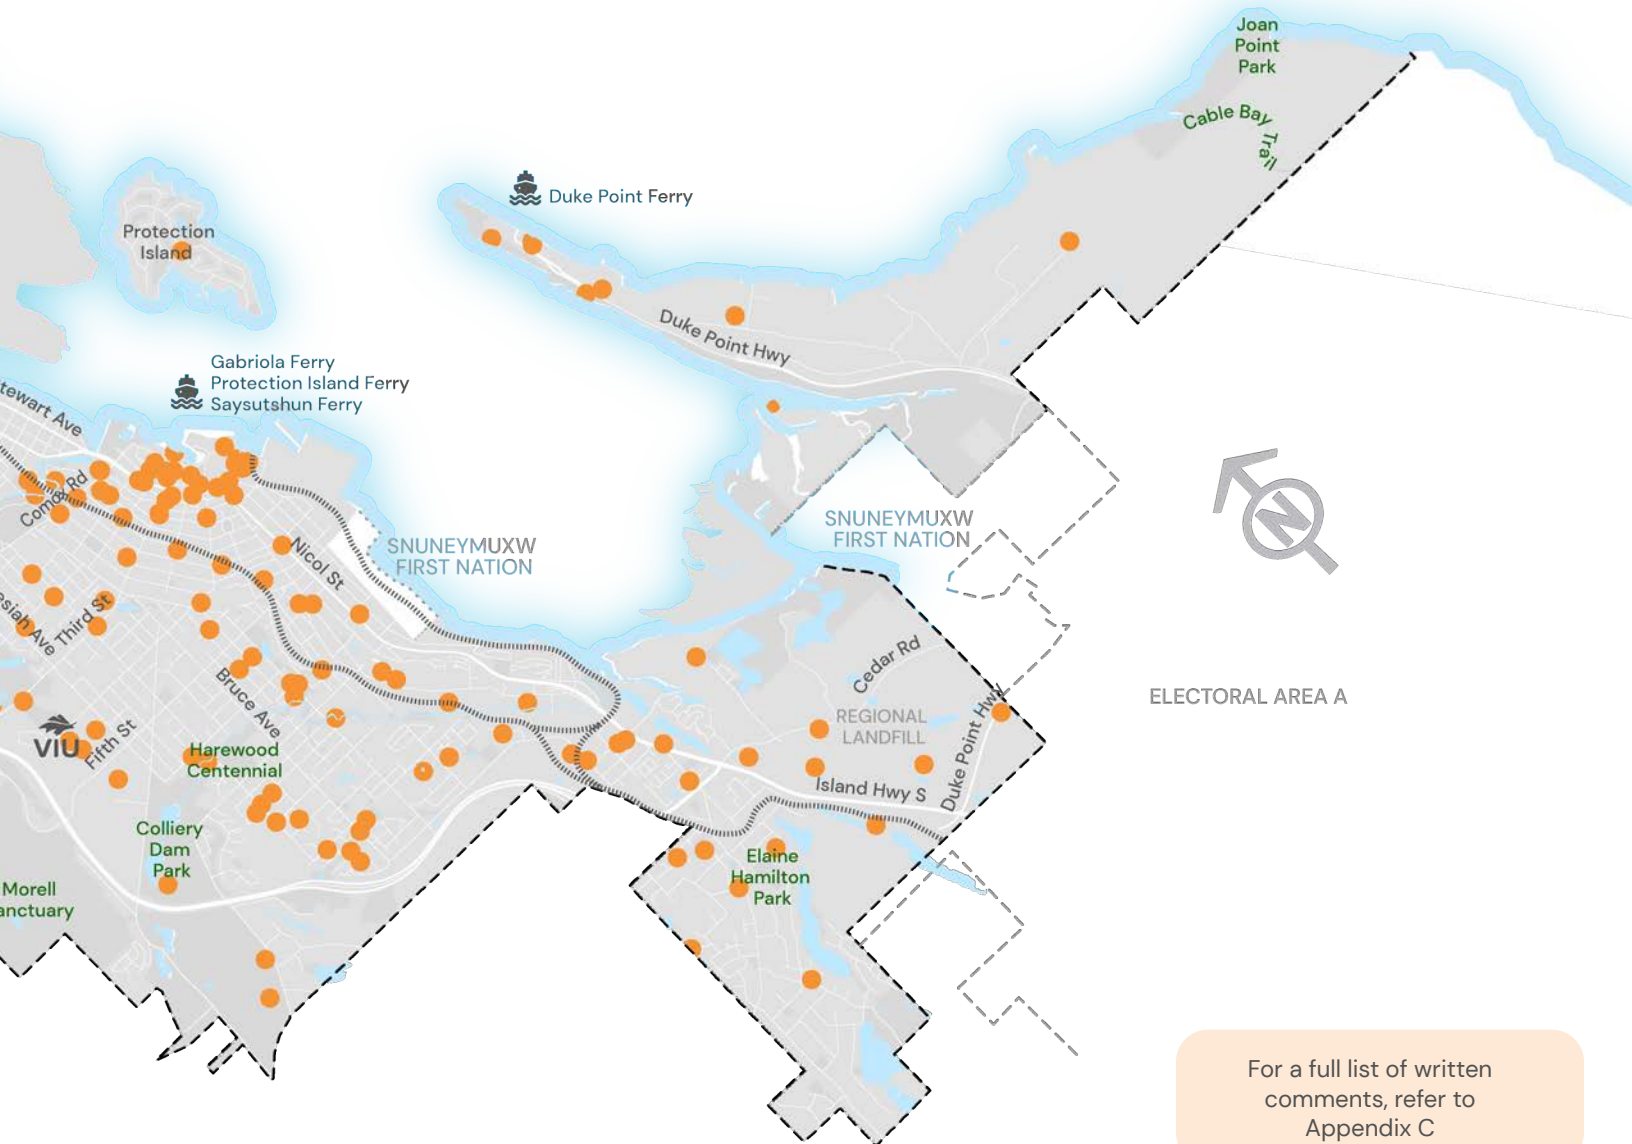 Joan
Point
Park
Cable Bay Trail
Duke Point Ferry
Protection
Island
Duke Point Hwy
Gabriola Ferry
Protection Island Ferry
Saysutshun Ferry
tewart Ave
Comox Rd
Nicol St
SNUNEYMUXW
FIRST NATION
SNUNEYMUXW
FIRST NATION
N
esiah Ave
Third St
Bruce Ave
Cedar Rd
ELECTORAL AREA A
REGIONAL
LANDFILL
Duke Point Hwy
Island Hwy S
VIU
Fifth St
Harewood
Centennial
Colliery
Dam
Park
Elaine
Hamilton
Park
Morell
anctuary
For a full list of written
comments, refer to
Appendix C